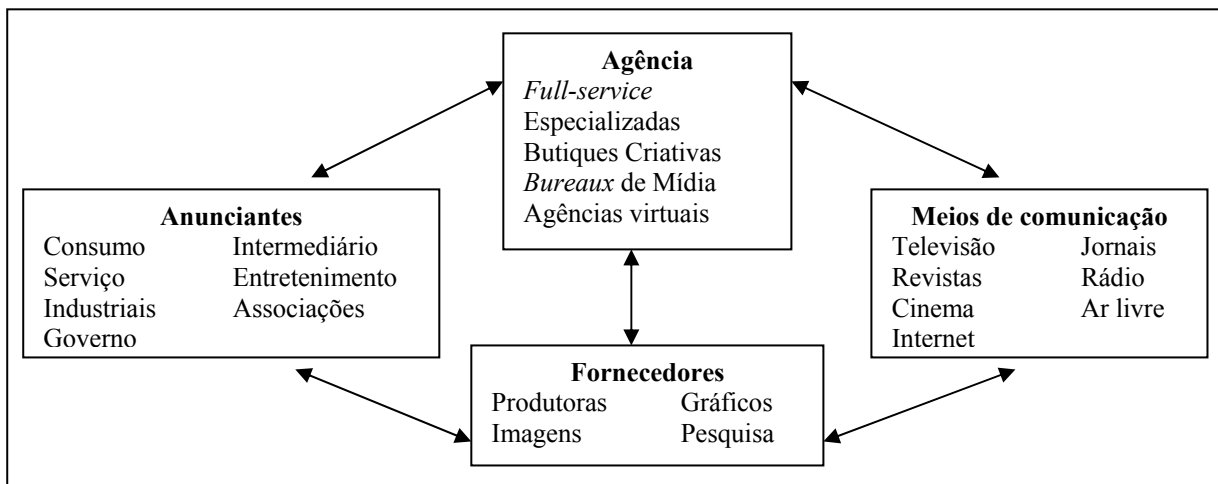 Agência
Full-service
Especializadas
Butiques Criativas
Bureaux de Mídia
Agências virtuais
Anunciantes
Consumo Intermediário
Serviço Entretenimento
Industriais Associações
Governo
Meios de comunicação
Televisão Jornais
Revistas Rádio
Cinema Ar livre
Internet
Fornecedores
Produtoras Gráficos
Imagens Pesquisa